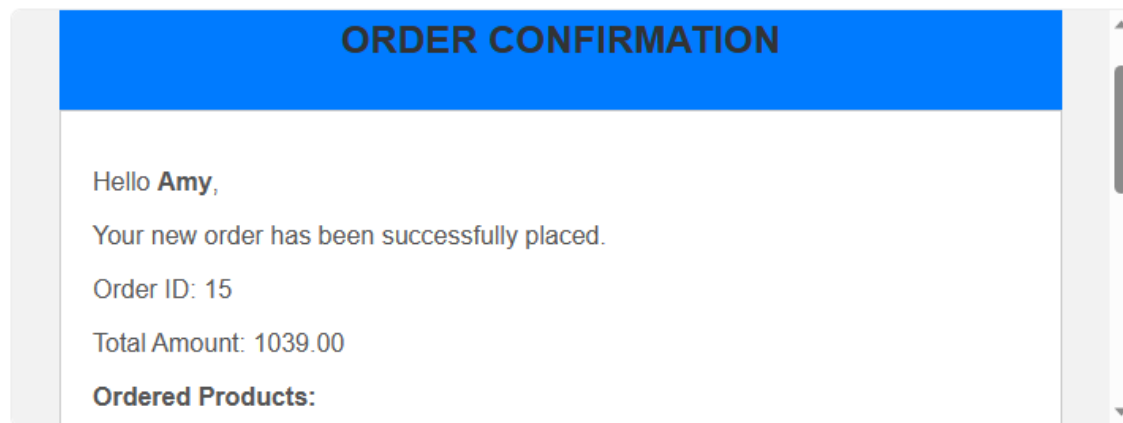 ORDER CONFIRMATION
Hello Amy,
Your new order has been successfully placed.
Order ID: 15
Total Amount: 1039.00
Ordered Products: